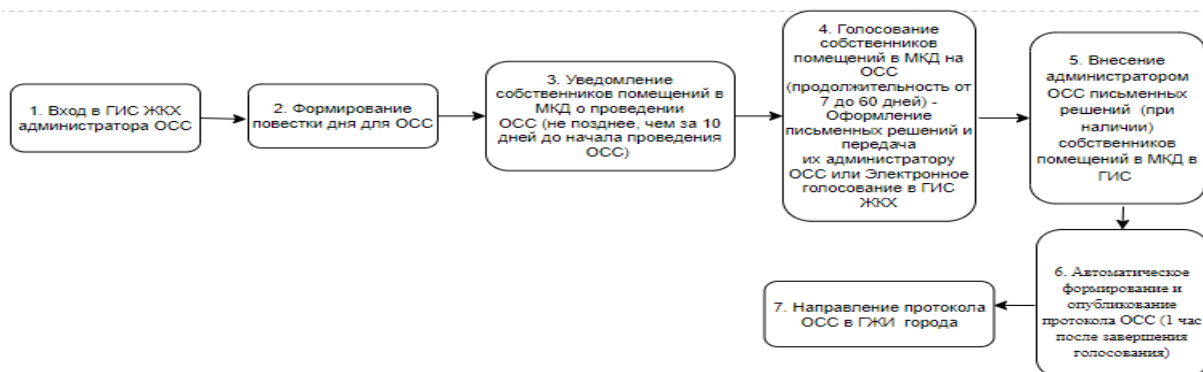 1. Вход в ГИС ЖКХ
администратора ОСС
2. Формирование
повестки дня для ОСС
3. Уведомление
собственников помещений в
МКД о проведении
ОСС (не позднее, чем за 10
дней до начала проведения
ОСС)
4. Голосование
собственников
помещений в МКД на
ОСС
(продолжительность от
7 до 60 дней) -
Оформление
письменных решений и
передача
их администратору
ОСС или Электронное
голосование в ГИС
ЖКХ
5. Внесение
администратором
ОСС письменных
решений (при
наличии)
собственников
помещений в МКД в
ГИС
6. Автоматическое
формирование и
опубликование
протокола ОСС (1 час
после завершения
голосования)
7. Направление протокола
ОСС в ГЖИ города